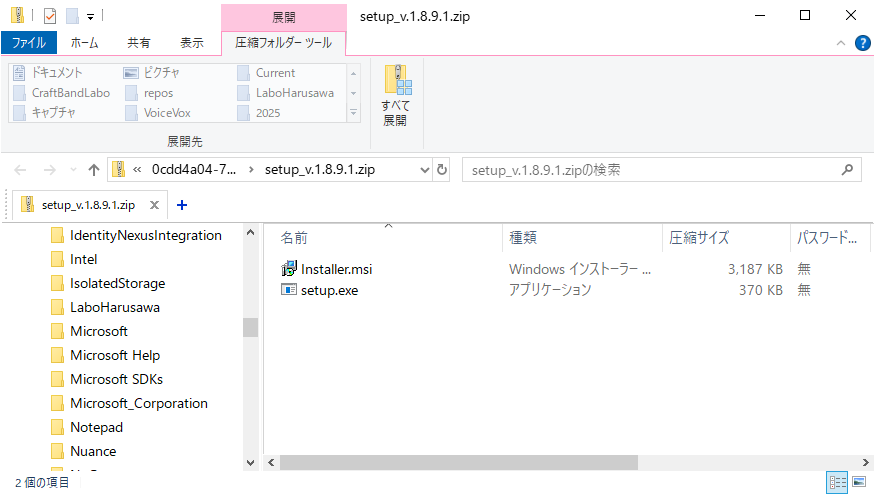 展開
setup_v.1.8.9.1.zip
ファイル
ホーム
共有
表示
圧縮フォルダー ツール
ドキュメント
ピクチャ
Current
CraftBandLabo
repos
LaboHarusawa
キャプチャ
VoiceVox
2025
すべて
展開
展開先
« 0cdd4a04-7... › setup_v.1.8.9.1.zip
setup_v.1.8.9.1.zipの検索
setup_v.1.8.9.1.zip
IdentityNexusIntegration
Intel
IsolatedStorage
LaboHarusawa
Microsoft
Microsoft Help
Microsoft SDKs
Microsoft_Corporation
Notepad
Nuance
名前 種類 圧縮サイズ パスワード...
Installer.msi Windows インストーラー ... 3,187 KB 無
setup.exe アプリケーション 370 KB 無
2 個の項目